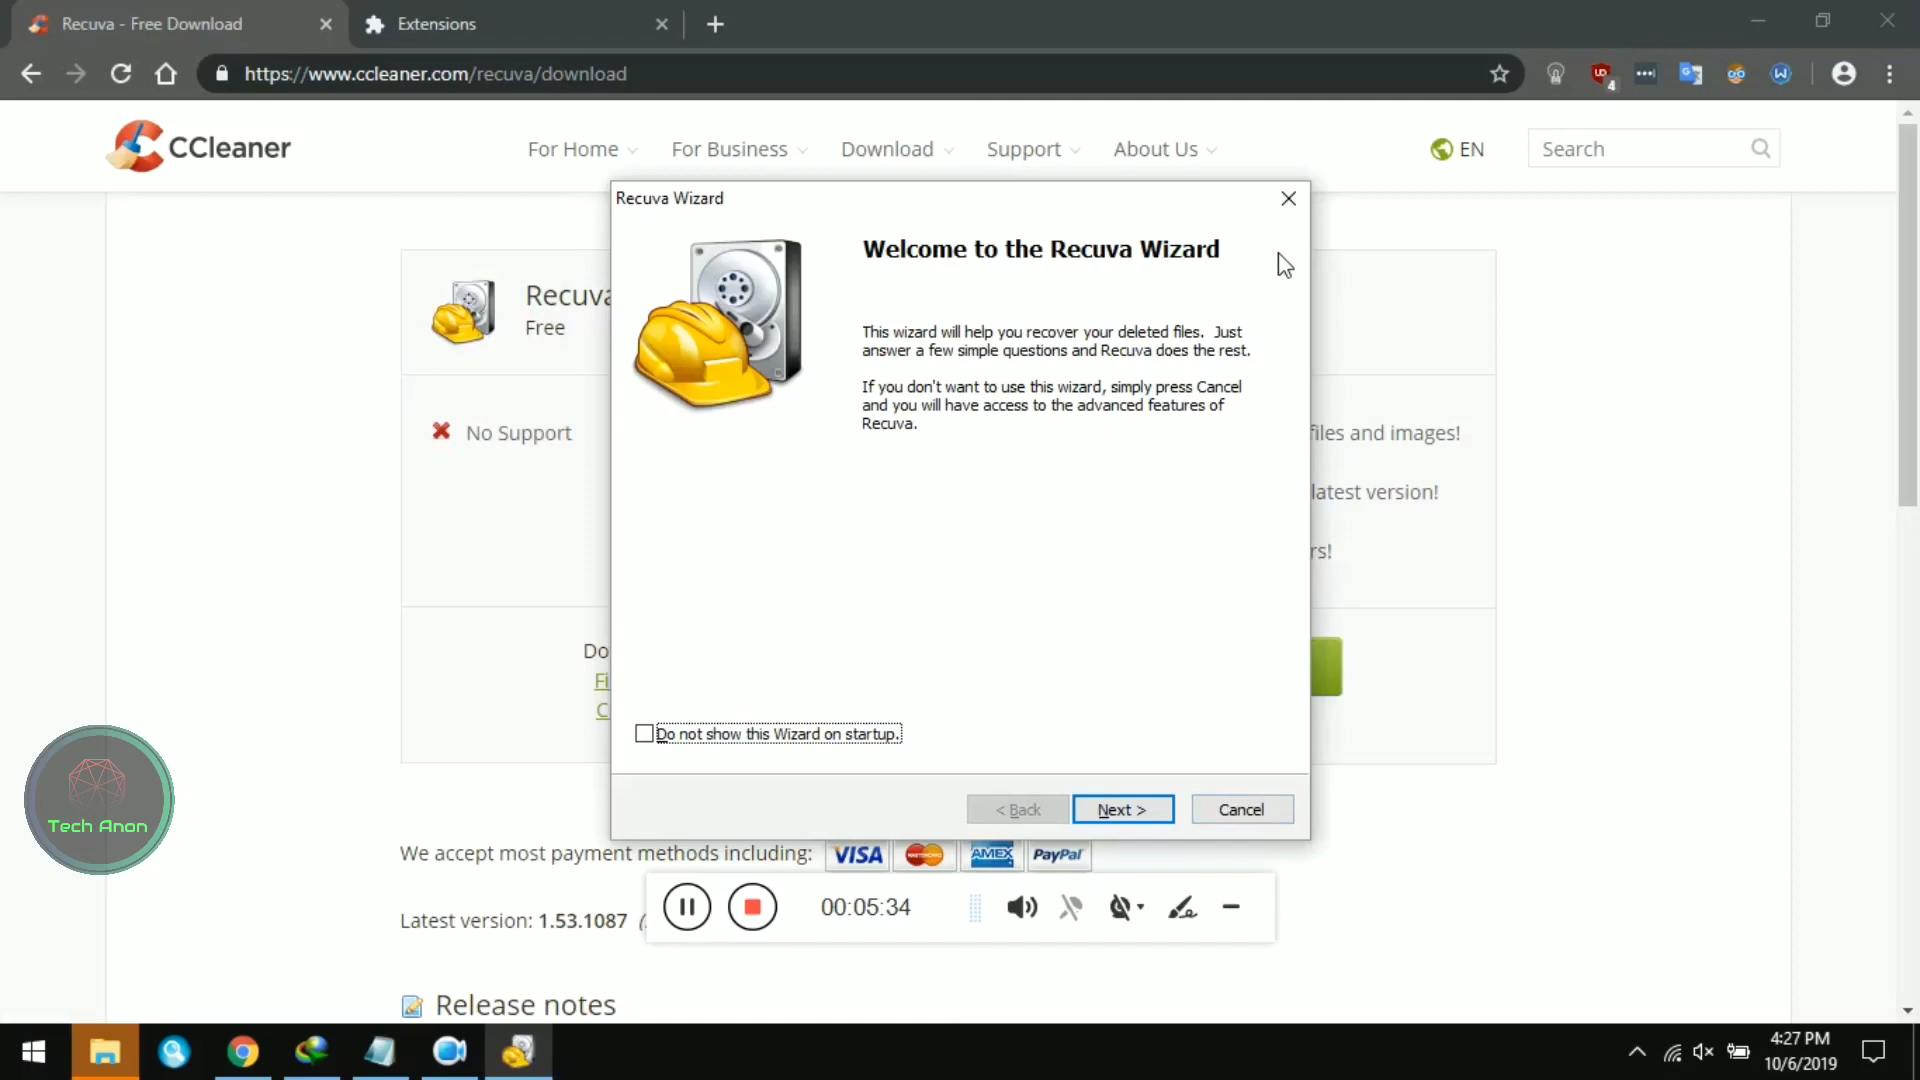 Recuva - Free Download
Extensions
https://www.ccleaner.com/recuva/download
4
CCleaner
For Home
For Business
Download
Support
About Us
EN
Search
Recuva Wizard
Welcome to the Recuva Wizard
This wizard will help you recover your deleted files. Just
answer a few simple questions and Recuva does the rest.
If you don't want to use this wizard, simply press Cancel
and you will have access to the advanced features of
Recuva.
Recuva
Free
No Support
files and images!
latest version!
rs!
Do
Fi
C
Do not show this Wizard on startup.
< Back
Next >
Cancel
Tech Anon
We accept most payment methods including:
VISA
MasterCard
AMEX
PayPal
00:05:34
Latest version: 1.53.1087
Release notes
4:27 PM
10/6/2019